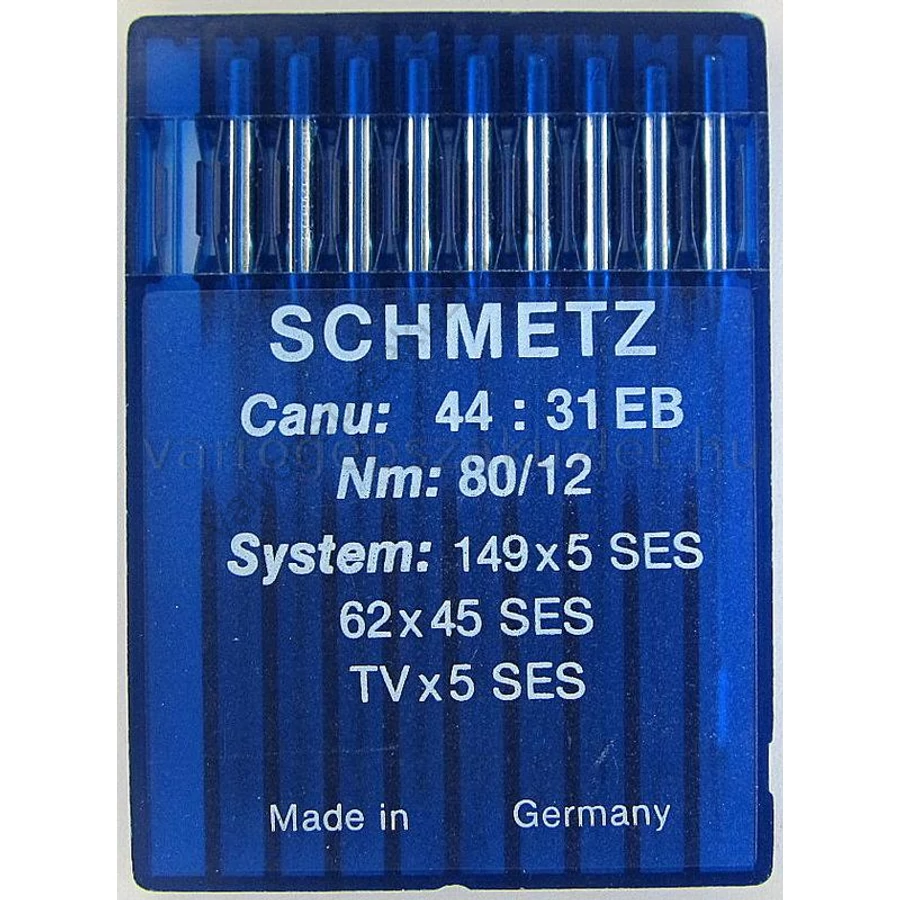 SCHMETZ
Canu: 44 : 31 EB
Nm: 80/12
System: 149x5 SES
62x45 SES
TVx5 SES
Made in Germany